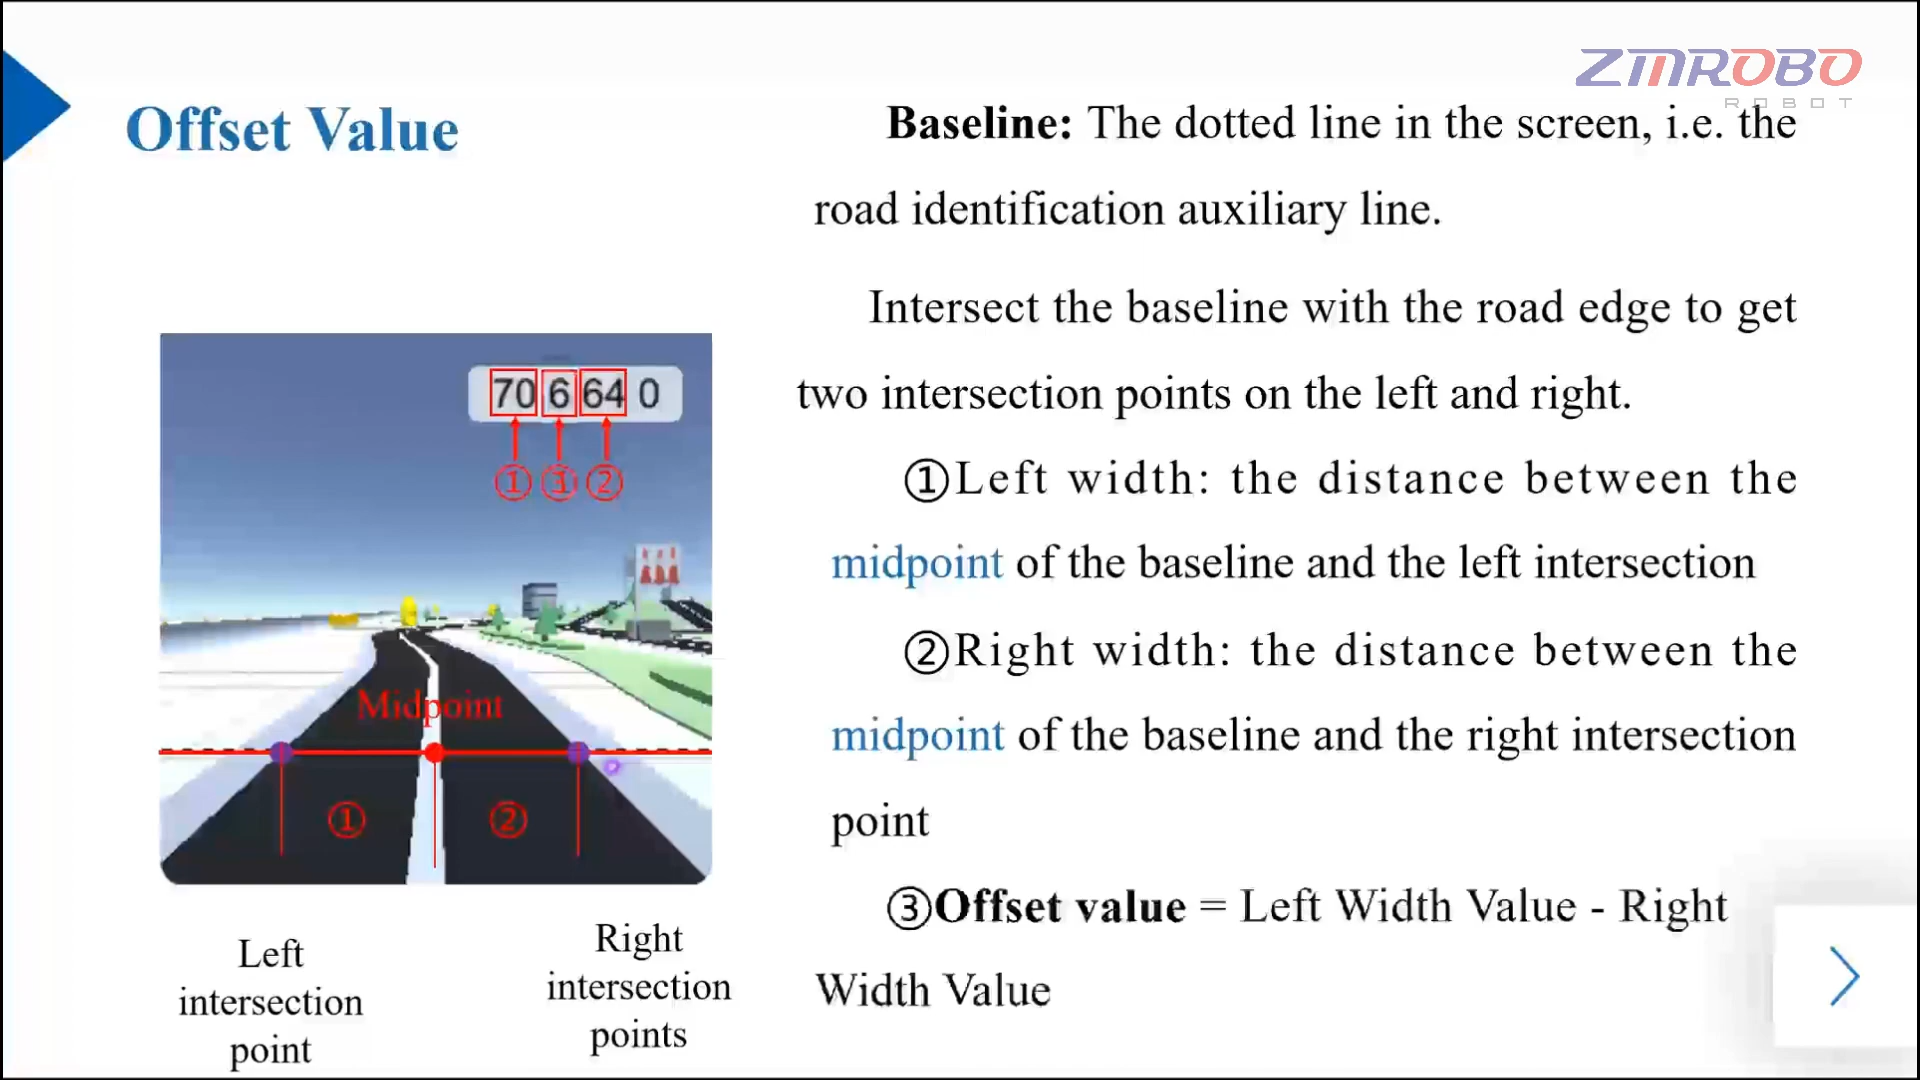 ZMROBO
ROBOT
Offset Value
Baseline: The dotted line in the screen, i.e. the
road identification auxiliary line.
Intersect the baseline with the road edge to get
two intersection points on the left and right.
①Left width: the distance between the
midpoint of the baseline and the left intersection
②Right width: the distance between the
midpoint of the baseline and the right intersection
point
③Offset value = Left Width Value - Right
Width Value
70 6 64 0
① ③ ②
Midpoint
① ②
Left
intersection
point
Right
intersection
points